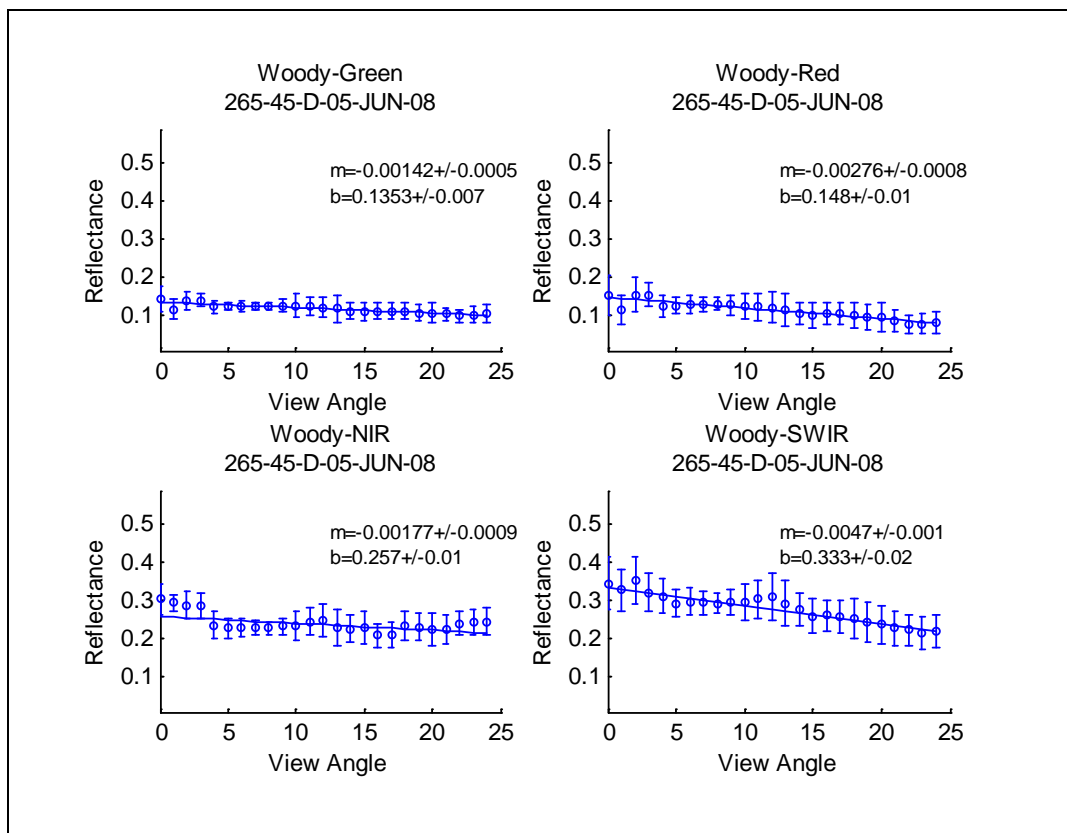 Woody-Green
265-45-D-05-JUN-08
0.5
0.4
0.3
0.2
0.1
Reflectance
m=-0.00142+/-0.0005
b=0.1353+/-0.007
0 5 10 15 20 25
View Angle
Woody-Red
265-45-D-05-JUN-08
0.5
0.4
0.3
0.2
0.1
Reflectance
m=-0.00276+/-0.0008
b=0.148+/-0.01
0 5 10 15 20 25
View Angle
Woody-NIR
265-45-D-05-JUN-08
0.5
0.4
0.3
0.2
0.1
Reflectance
m=-0.00177+/-0.0009
b=0.257+/-0.01
0 5 10 15 20 25
View Angle
Woody-SWIR
265-45-D-05-JUN-08
0.5
0.4
0.3
0.2
0.1
Reflectance
m=-0.0047+/-0.001
b=0.333+/-0.02
0 5 10 15 20 25
View Angle